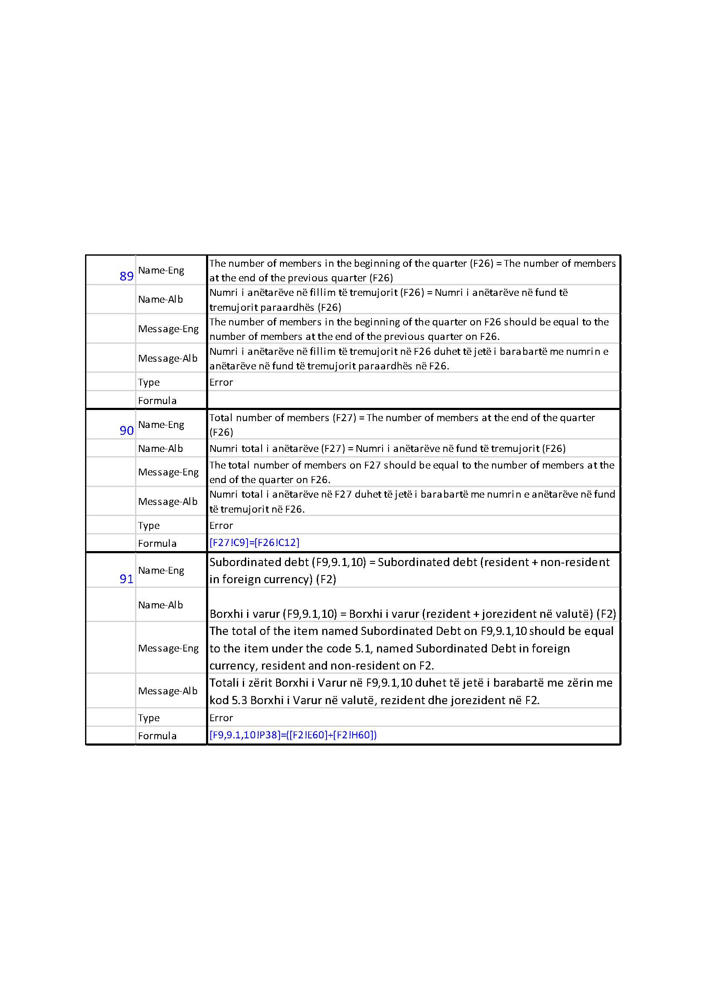 89 Name-Eng The number of members in the beginning of the quarter (F26) = The number of members
at the end of the previous quarter (F26)
Name-Alb Numri i anëtarëve në fillim të tremujorit (F26) = Numri i anëtarëve në fund të
tremujorit paraardhës (F26)
Message-Eng The number of members in the beginning of the quarter on F26 should be equal to the
number of members at the end of the previous quarter on F26.
Message-Alb Numri i anëtarëve në fillim të tremujorit në F26 duhet të jetë i barabartë me numrin e
anëtarëve në fund të tremujorit paraardhës në F26.
Type Error
Formula
90 Name-Eng Total number of members (F27) = The number of members at the end of the quarter
(F26)
Name-Alb Numri total i anëtarëve (F27) = Numri i anëtarëve në fund të tremujorit (F26)
Message-Eng The total number of members on F27 should be equal to the number of members at the
end of the quarter on F26.
Message-Alb Numri total i anëtarëve në F27 duhet të jetë i barabartë me numrin e anëtarëve në fund
të tremujorit në F26.
Type Error
Formula [F27!C9]=[F26!C12]
91 Name-Eng Subordinated debt (F9,9.1,10) = Subordinated debt (resident + non-resident
in foreign currency) (F2)
Name-Alb Borxhi i varur (F9,9.1,10) = Borxhi i varur (rezident + jorezident në valutë) (F2)
Message-Eng The total of the item named Subordinated Debt on F9,9.1,10 should be equal
to the item under the code 5.1, named Subordinated Debt in foreign
currency, resident and non-resident on F2.
Message-Alb Totali i zërit Borxhi i Varur në F9,9.1,10 duhet të jetë i barabartë me zërin me
kod 5.3 Borxhi i Varur në valutë, rezident dhe jorezident në F2.
Type Error
Formula [F9,9.1,10!P38]=([F2!E60]+[F2!H60])